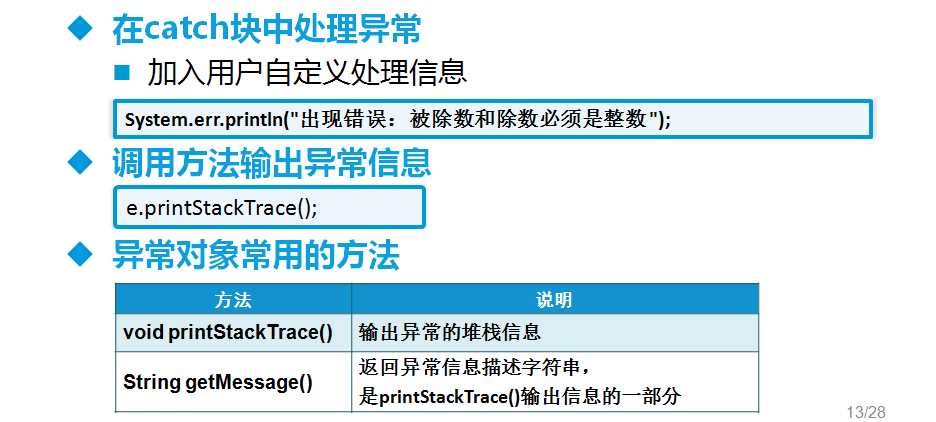 在catch块中处理异常
加入用户自定义处理信息
System.err.println("出现错误：被除数和除数必须是整数");
调用方法输出异常信息
e.printStackTrace();
异常对象常用的方法
方法 说明
void printStackTrace() 输出异常的堆栈信息
String getMessage() 返回异常信息描述字符串，
是printStackTrace()输出信息的一部分
13/28